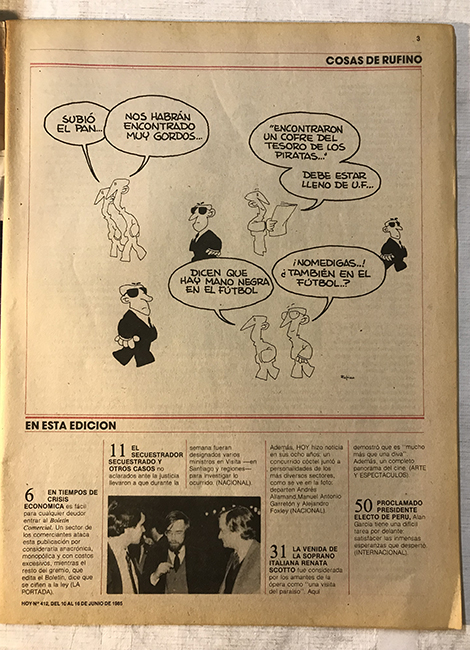 3
COSAS DE RUFINO
SUBIÓ
EL PAN...
NOS HABRÁN
ENCONTRADO
MUY GORDOS...
"ENCONTRARON
UN COFRE DEL
TESORO DE LOS
PIRATAS..."
DEBE ESTAR
LLENO DE U.F...
DICEN QUE
HAY MANO NEGRA
EN EL FÚTBOL
¡NOMEDIGAS..!
¿TAMBIÉN EN EL
FÚTBOL..?
Rufino
EN ESTA EDICION
6 EN TIEMPOS DE
CRISIS
ECONOMICA es fácil
para cualquier deudor
entrar al Boletín
Comercial. Un sector de
los comerciantes ataca
esta publicación por
considerarla anacrónica,
monopólica y con costos
excesivos, mientras el
resto del gremio, que
edita el Boletín, dice que
se ciñen a la ley (LA
PORTADA).
11 EL
SECUESTRADOR
SECUESTRADO Y
OTROS CASOS no
aclarados ante la justicia
llevaron a que durante la
semana fueran
designados varios
ministros en Visita —en
Santiago y regiones—
para investigar lo
ocurrido. (NACIONAL).
Además, HOY hizo noticia
en sus ocho años; un
concurrido cóctel juntó a
personalidades de los
más diversos sectores,
como se ve en la foto:
departen Andrés
Allamand, Manuel Antonio
Garretón y Alejandro
Foxley (NACIONAL).
31 LA VENIDA DE
LA SOPRANO
ITALIANA RENATA
SCOTTO fue considerada
por los amantes de la
ópera como "una visita
del paraíso". Aquí
demostró que es "mucho
más que una diva".
Además, un completo
panorama del cine. (ARTE
Y ESPECTACULOS).
50 PROCLAMADO
PRESIDENTE
ELECTO DE PERU, Alan
García tiene una difícil
tarea por delante:
satisfacer las inmensas
esperanzas que despertó
(INTERNACIONAL).
HOY Nº 412, DEL 10 AL 16 DE JUNIO DE 1985